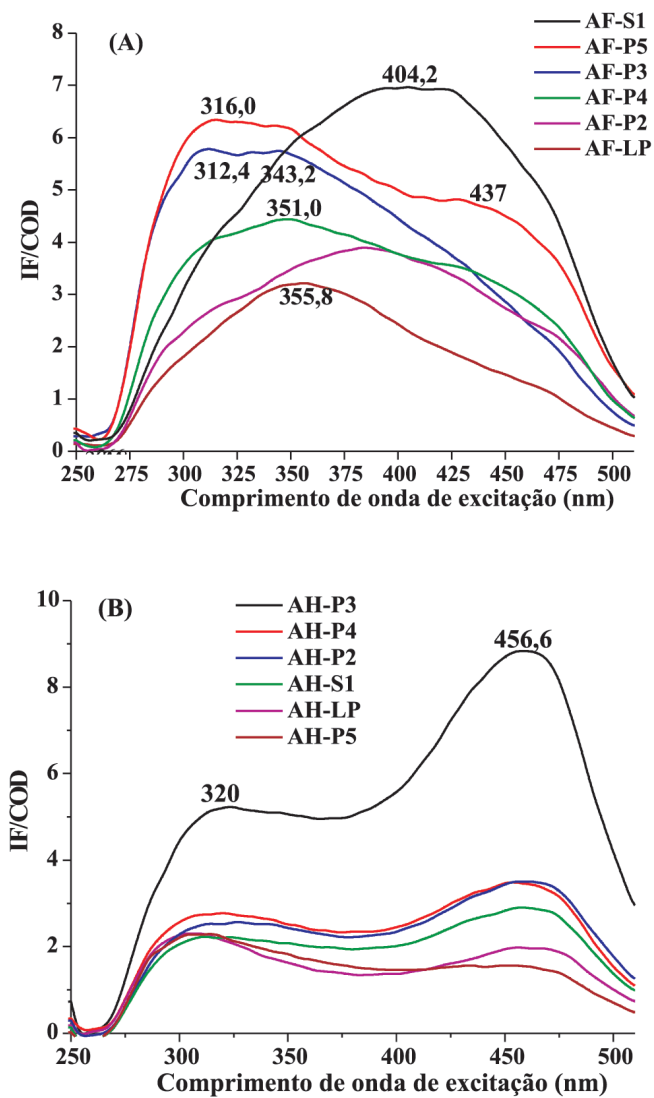 (A)
AF-S1
AF-P5
AF-P3
AF-P4
AF-P2
AF-LP
8
7
6
5
4
3
2
1
0
IF/COD
404,2
316,0
312,4
343,2
437
351,0
355,8
250 275 300 325 350 375 400 425 450 475 500
Comprimento de onda de excitação (nm)
(B)
AH-P3
AH-P4
AH-P2
AH-S1
AH-LP
AH-P5
10
8
6
4
2
0
IF/COD
456,6
320
250 300 350 400 450 500
Comprimento de onda de excitação (nm)